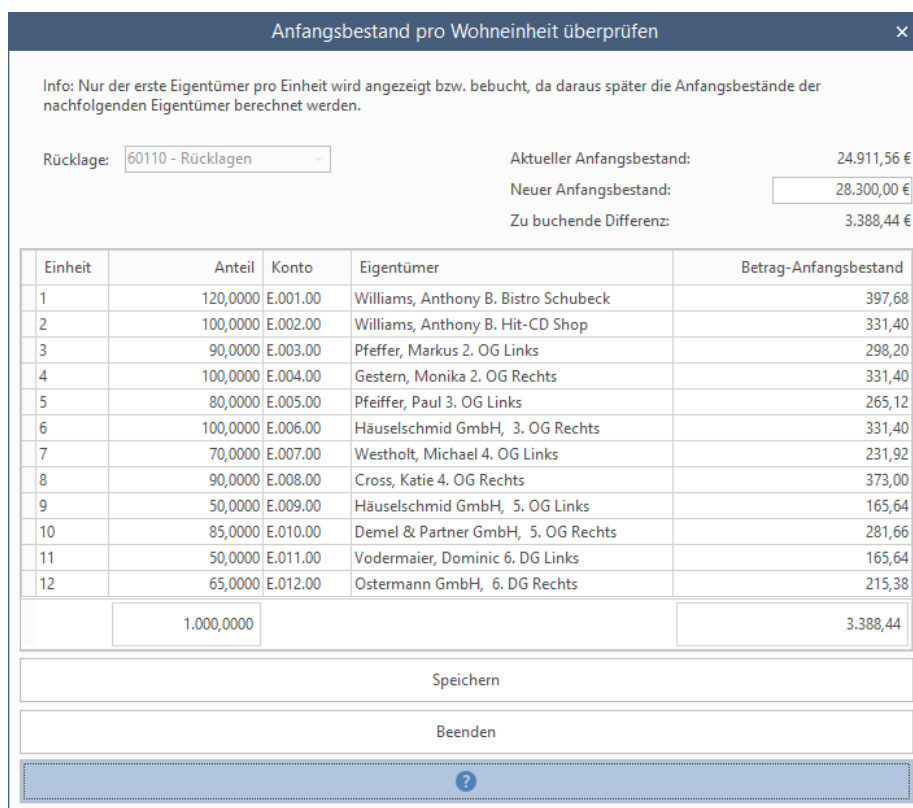 Anfangsbestand pro Wohneinheit überprüfen ×
Info: Nur der erste Eigentümer pro Einheit wird angezeigt bzw. bebucht, da daraus später die Anfangsbestände der
nachfolgenden Eigentümer berechnet werden.
Rücklage: 60110 - Rücklagen Aktueller Anfangsbestand: 24.911,56 €
Neuer Anfangsbestand: 28.300,00 €
Zu buchende Differenz: 3.388,44 €
Einheit Anteil Konto Eigentümer Betrag-Anfangsbestand
1 120,0000 E.001.00 Williams, Anthony B. Bistro Schubeck 397,68
2 100,0000 E.002.00 Williams, Anthony B. Hit-CD Shop 331,40
3 90,0000 E.003.00 Pfeffer, Markus 2. OG Links 298,20
4 100,0000 E.004.00 Gestern, Monika 2. OG Rechts 331,40
5 80,0000 E.005.00 Pfeiffer, Paul 3. OG Links 265,12
6 100,0000 E.006.00 Häuselschmid GmbH, 3. OG Rechts 331,40
7 70,0000 E.007.00 Westholt, Michael 4. OG Links 231,92
8 90,0000 E.008.00 Cross, Katie 4. OG Rechts 373,00
9 50,0000 E.009.00 Häuselschmid GmbH, 5. OG Links 165,64
10 85,0000 E.010.00 Demel & Partner GmbH, 5. OG Rechts 281,66
11 50,0000 E.011.00 Vodermaier, Dominic 6. DG Links 165,64
12 65,0000 E.012.00 Ostermann GmbH, 6. DG Rechts 215,38
1.000,0000 3.388,44
Speichern
Beenden
?